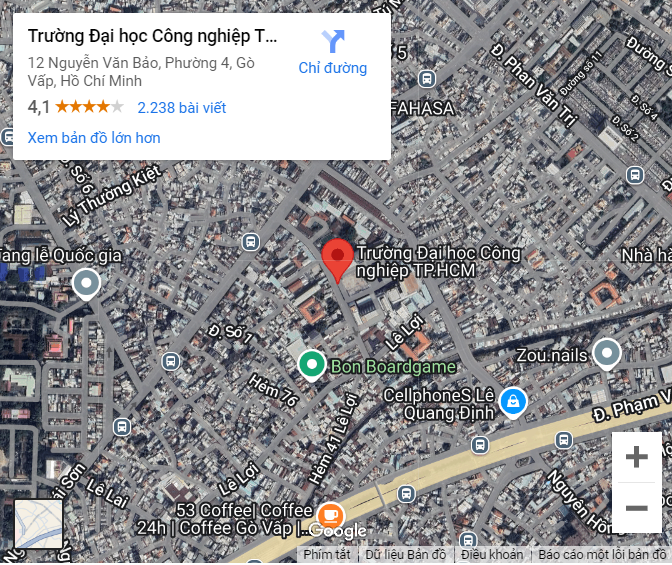 Trường Đại học Công nghiệp T...
12 Nguyễn Văn Bảo, Phường 4, Gò
Vấp, Hồ Chí Minh
Chỉ đường
4,1
2.238 bài viết
Xem bản đồ lớn hơn
5
FAHASA
Đ. Phan Văn Trị
Đường Số 11
Đ. Số 4
Đ. Số 2
Đ. Số 6
Lý Thường Kiệt
Tang lễ Quốc gia
Trường Đại học Công
nghiệp TP.HCM
Nhà hà
Đ. Số 1
Lê Lợi
Bon Boardgame
Zou.nails
Hẻm 76
CellphoneS Lê
Quang Định
Đ. Phạm V
Hẻm 41 Lê Lợi
Lê Lợi
Lê Lai
53 Coffee| Coffee
24h | Coffee Gò Vấp |...
Google
Phím tắt
Dữ liệu Bản đồ
Điều khoản
Báo cáo một lỗi bản đồ